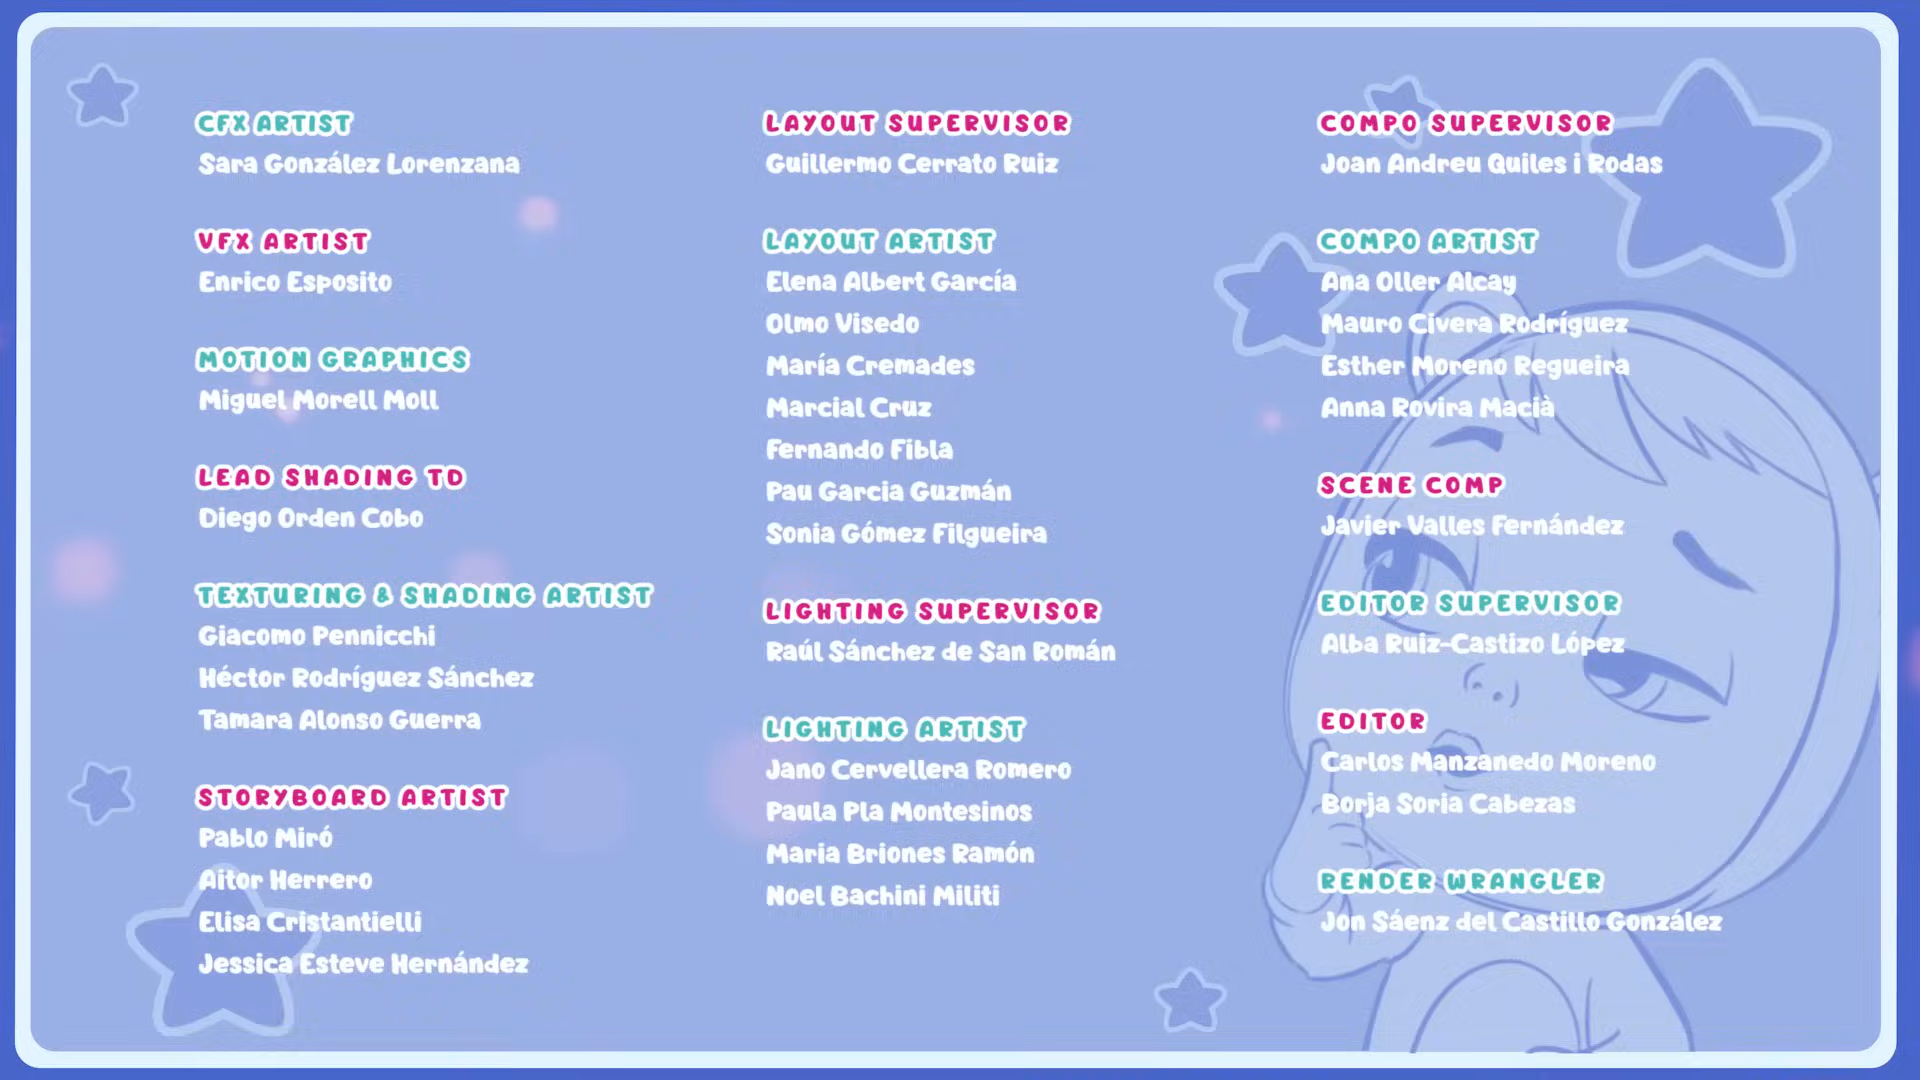 CFX ARTIST
Sara González Lorenzana
VFX ARTIST
Enrico Esposito
MOTION GRAPHICS
Miguel Morell Moll
LEAD SHADING TD
Diego Orden Cobo
TEXTURING & SHADING ARTIST
Giacomo Pennicchi
Héctor Rodríguez Sánchez
Tamara Alonso Guerra
STORYBOARD ARTIST
Pablo Miró
Aitor Herrero
Elisa Cristantielli
Jessica Esteve Hernández
LAYOUT SUPERVISOR
Guillermo Cerrato Ruiz
LAYOUT ARTIST
Elena Albert García
Olmo Visedo
María Cremades
Marcial Cruz
Fernando Fibla
Pau Garcia Guzmán
Sonia Gómez Filgueira
LIGHTING SUPERVISOR
Raúl Sánchez de San Román
LIGHTING ARTIST
Jano Cervellera Romero
Paula Pla Montesinos
Maria Briones Ramón
Noel Bachini Militi
COMPO SUPERVISOR
Joan Andreu Quiles i Rodas
COMPO ARTIST
Ana Oller Alcay
Mauro Civera Rodríguez
Esther Moreno Regueira
Anna Rovira Macià
SCENE COMP
Javier Valles Fernández
EDITOR SUPERVISOR
Alba Ruiz-Castizo López
EDITOR
Carlos Manzanedo Moreno
Borja Soria Cabezas
RENDER WRANGLER
Jon Sáenz del Castillo González